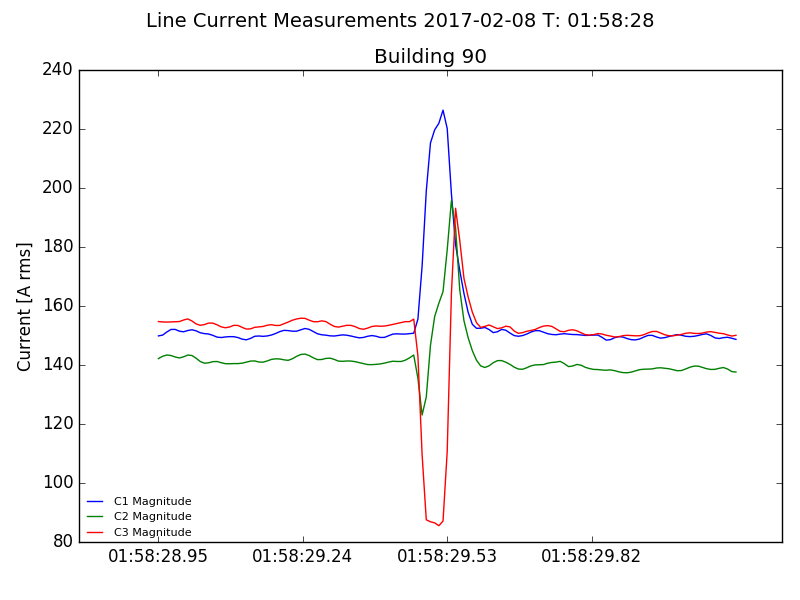 Line Current Measurements 2017-02-08 T: 01:58:28
Building 90
240
220
200
180
160
140
120
100
80
Current [A rms]
C1 Magnitude
C2 Magnitude
C3 Magnitude
01:58:28.95 01:58:29.24 01:58:29.53 01:58:29.82